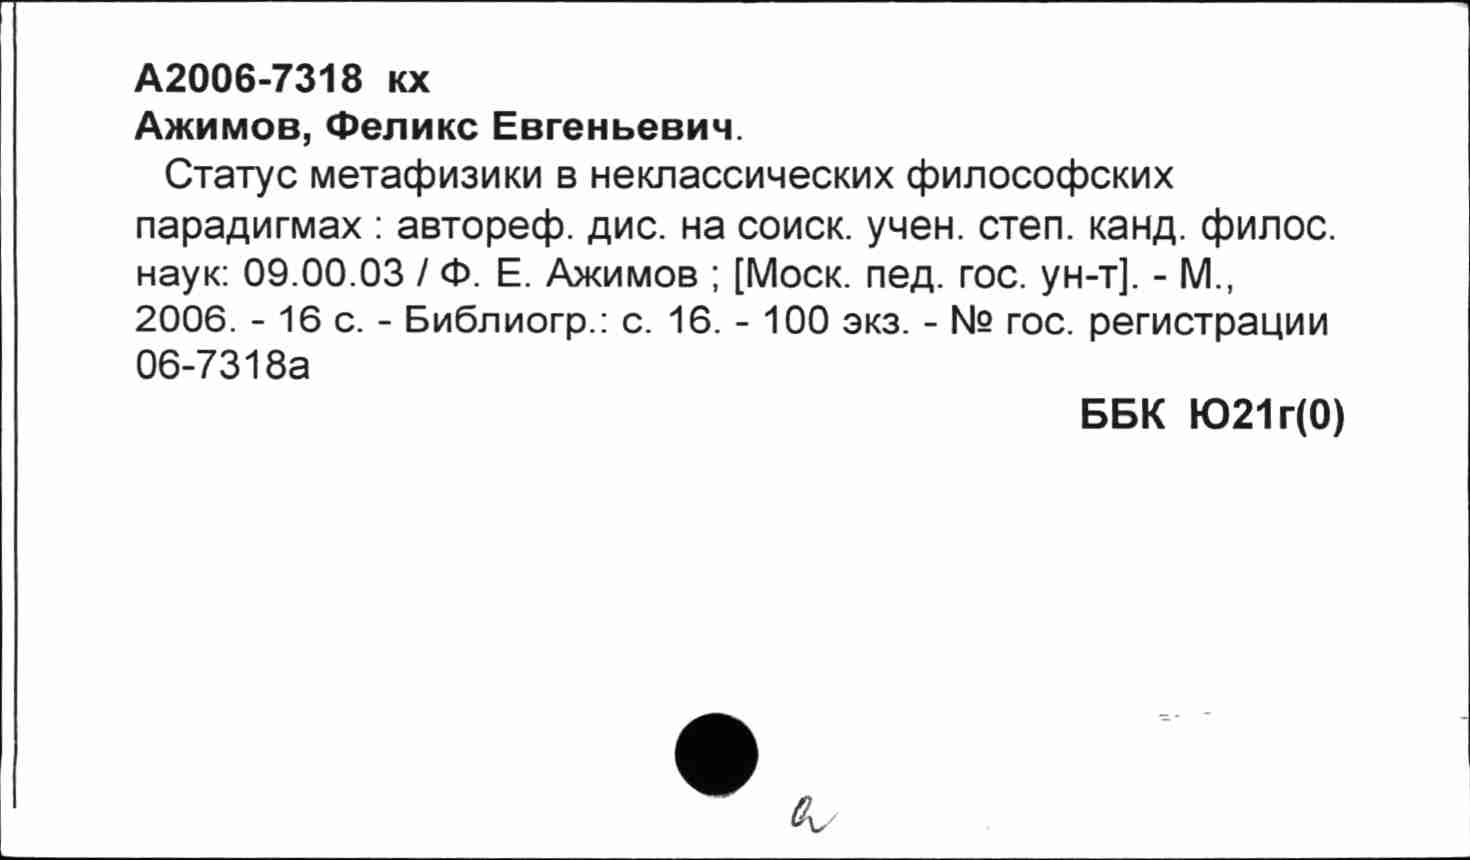 А2006-7318 кх
Ажимов, Феликс Евгеньевич.
Статус метафизики в неклассических философских
парадигмах : автореф. дис. на соиск. учен. степ. канд. филос.
наук: 09.00.03 / Ф. Е. Ажимов ; [Моск. пед. гос. ун-т]. - М.,
2006. - 16 с. - Библиогр.: с. 16. - 100 экз. - № гос. регистрации
06-7318а
ББК Ю21г(0)